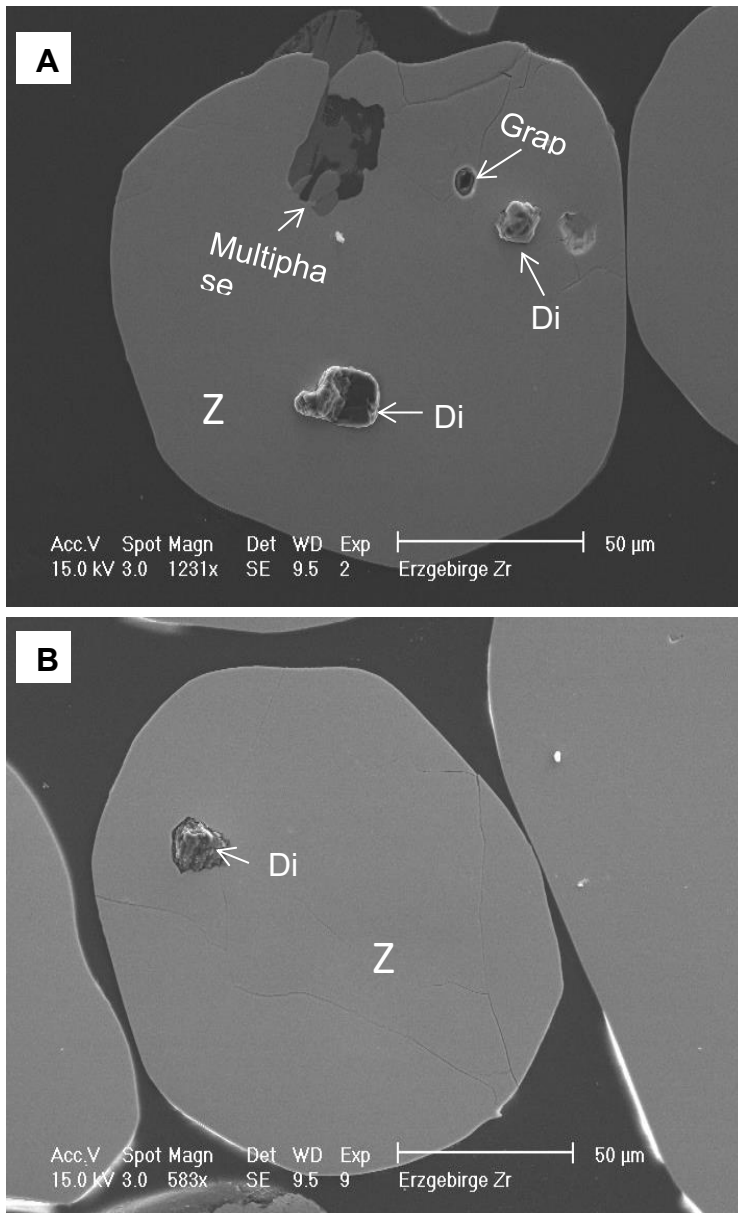 A
Grap
Multipha
se
Di
Di
Z
Acc.V Spot Magn Det WD Exp
50 µm
15.0 kV 3.0 1231x SE 9.5 2 Erzgebirge Zr
B
Di
Z
Acc.V Spot Magn Det WD Exp
50 µm
15.0 kV 3.0 583x SE 9.5 9 Erzgebirge Zr